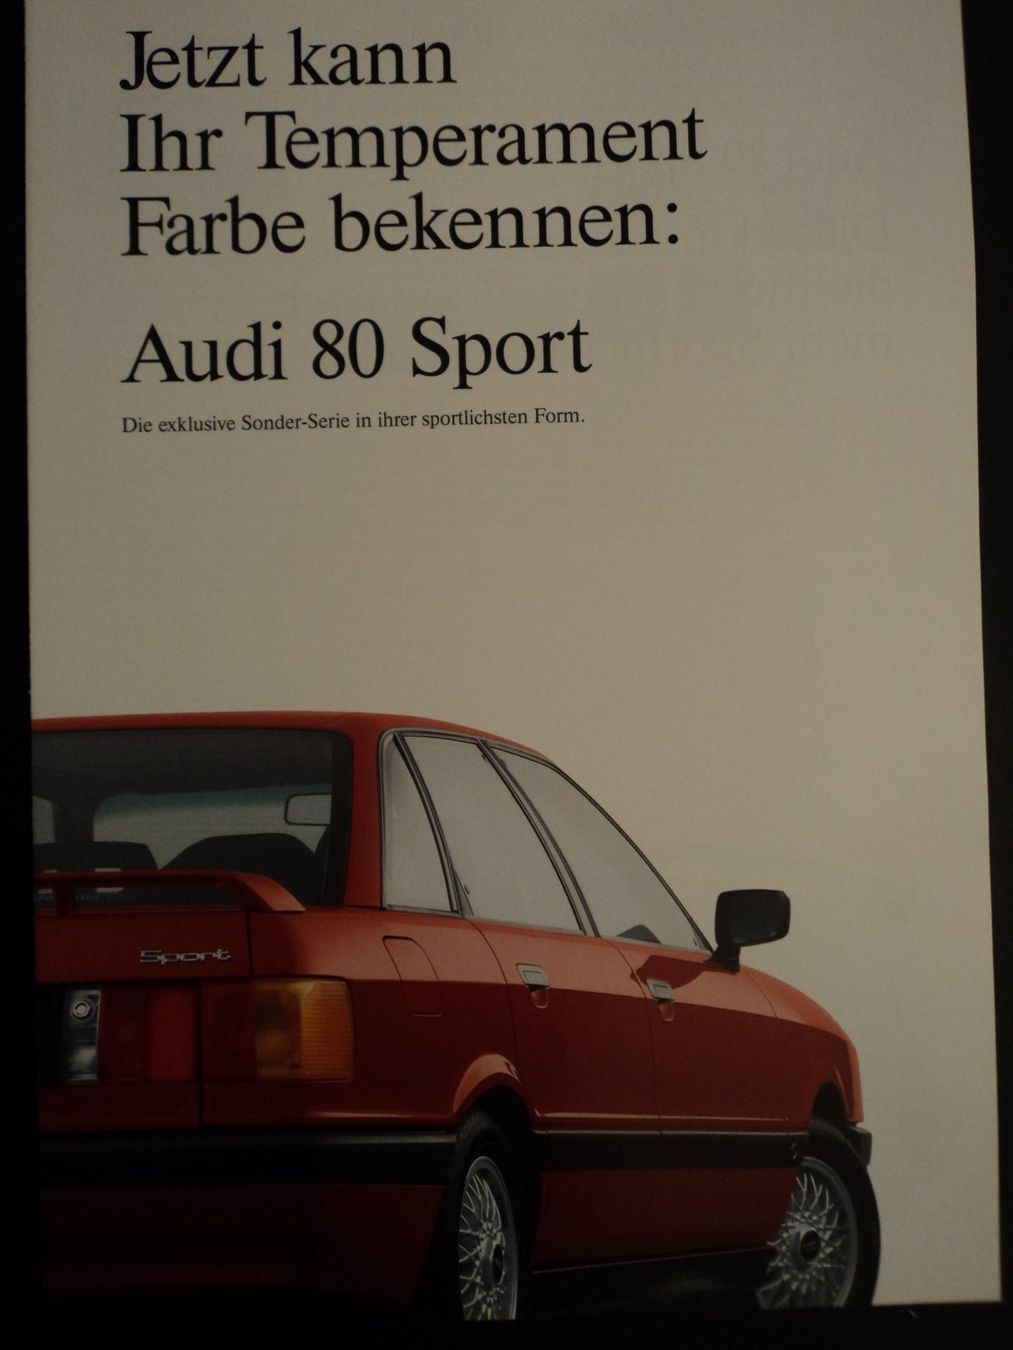 Jetzt kann
Ihr Temperament
Farbe bekennen:
Audi 80 Sport
Die exklusive Sonder-Serie in ihrer sportlichsten Form.
Sport